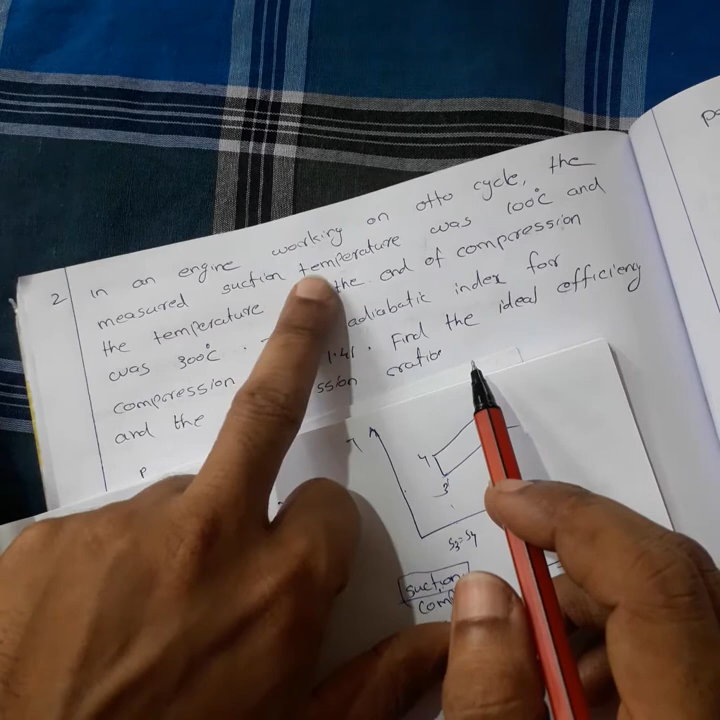 2 In an engine working on otto cycle, the
measured suction temperature was 100°C and
the temperature the end of compression
was 300°C. adiabatic index for
compression 1.41. Find the ideal efficieny
and the ssion ratio
P
T
4
3
S3=S4
suction
Com